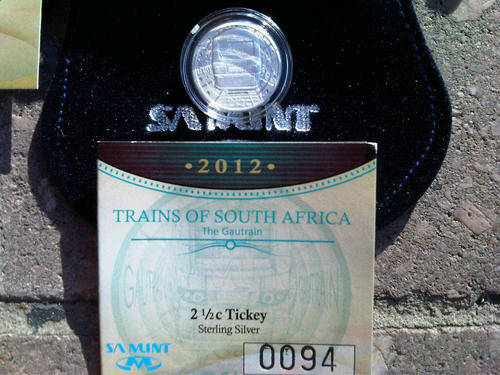 SA MINT
•2012•
TRAINS OF SOUTH AFRICA
The Gautrain
2 ½c Tickey
Sterling Silver
SA MINT
0094